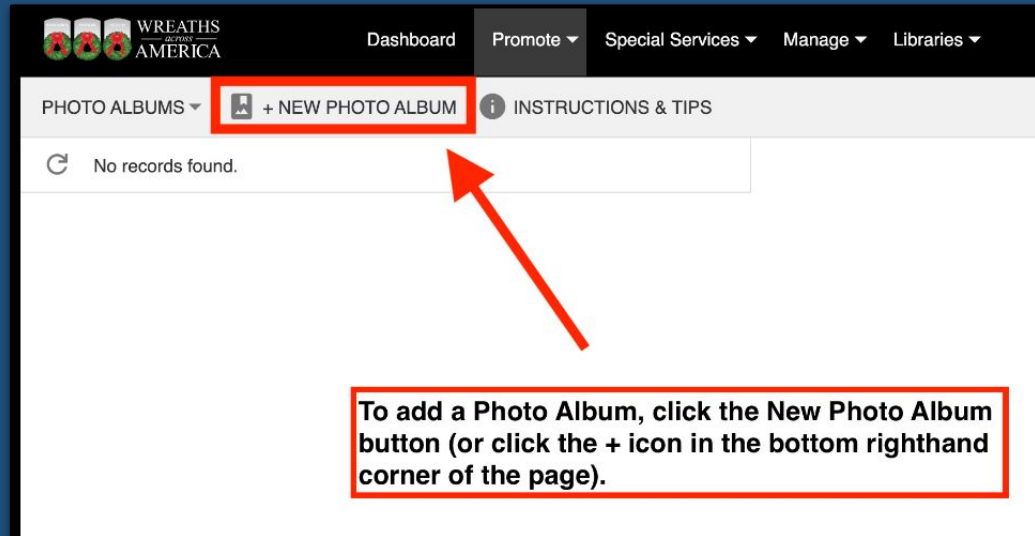 WREATHS
across
AMERICA
Dashboard Promote Special Services Manage Libraries
PHOTO ALBUMS + NEW PHOTO ALBUM INSTRUCTIONS & TIPS
No records found.
To add a Photo Album, click the New Photo Album
button (or click the + icon in the bottom righthand
corner of the page).